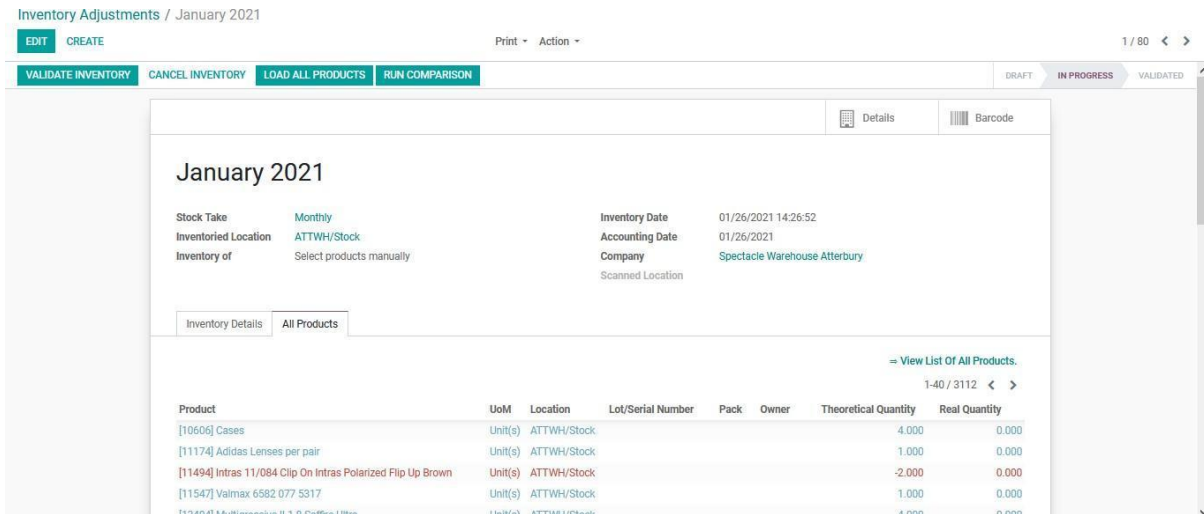 Inventory Adjustments / January 2021
EDIT CREATE Print Action 1 / 80
VALIDATE INVENTORY CANCEL INVENTORY LOAD ALL PRODUCTS RUN COMPARISON DRAFT IN PROGRESS VALIDATED
Details Barcode
January 2021
Stock Take Monthly Inventory Date 01/26/2021 14:26:52
Inventoried Location ATTWH/Stock Accounting Date 01/26/2021
Inventory of Select products manually Company Spectacle Warehouse Atterbury
Scanned Location
Inventory Details All Products
⇒ View List Of All Products.
1-40 / 3112
Product UoM Location Lot/Serial Number Pack Owner Theoretical Quantity Real Quantity
[10606] Cases Unit(s) ATTWH/Stock 4.000 0.000
[11174] Adidas Lenses per pair Unit(s) ATTWH/Stock 1.000 0.000
[11494] Intras 11/084 Clip On Intras Polarized Flip Up Brown Unit(s) ATTWH/Stock -2.000 0.000
[11547] Valmax 6582 077 5317 Unit(s) ATTWH/Stock 1.000 0.000
Unit(s) ATTWH/Stock 4.000 0.000